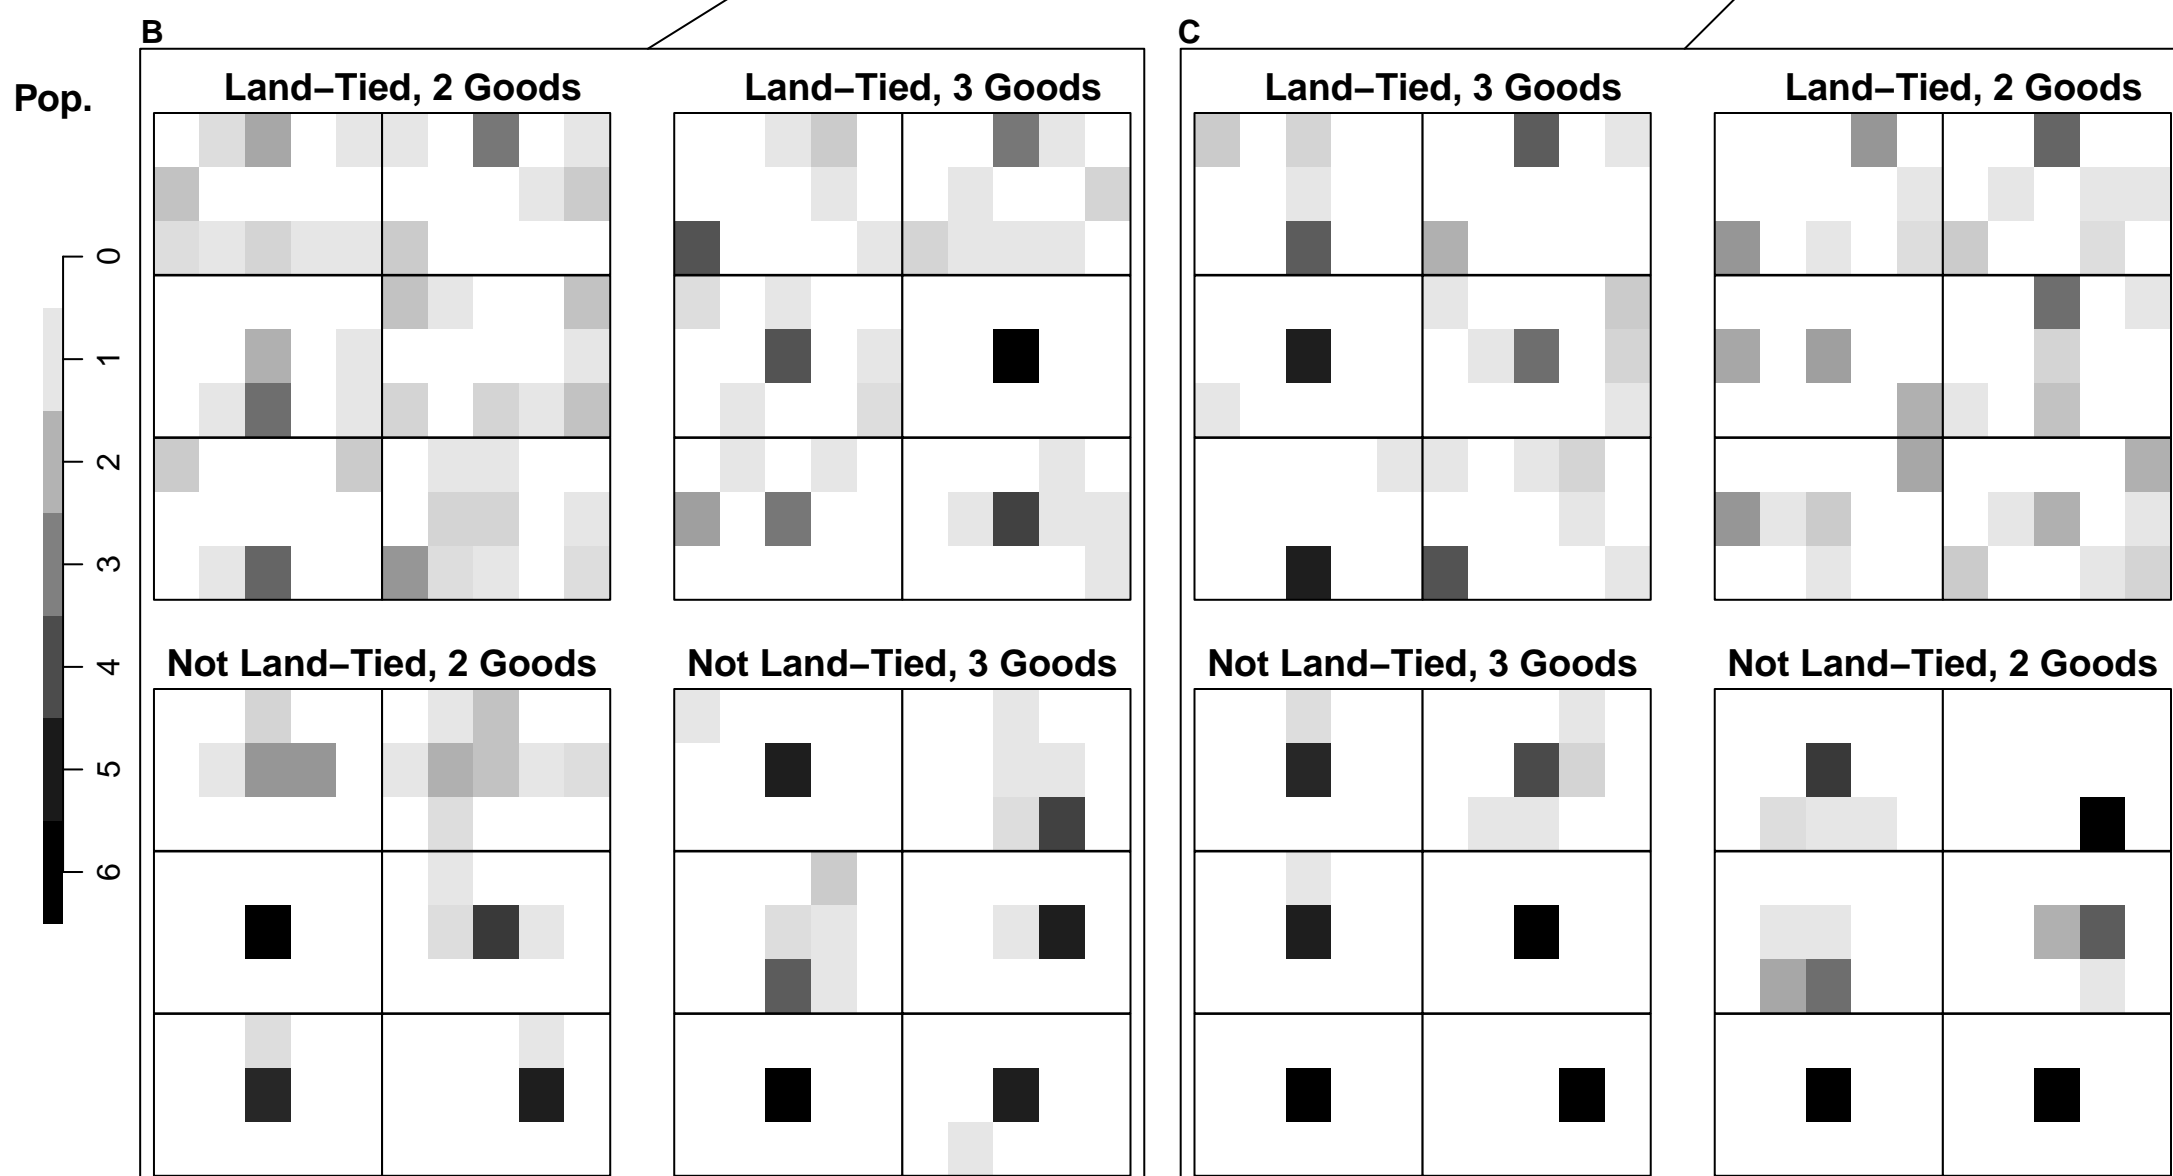 B
C
Pop.
Land–Tied, 2 Goods
Land–Tied, 3 Goods
Land–Tied, 3 Goods
Land–Tied, 2 Goods
0
1
2
3
4
5
6
Not Land–Tied, 2 Goods
Not Land–Tied, 3 Goods
Not Land–Tied, 3 Goods
Not Land–Tied, 2 Goods